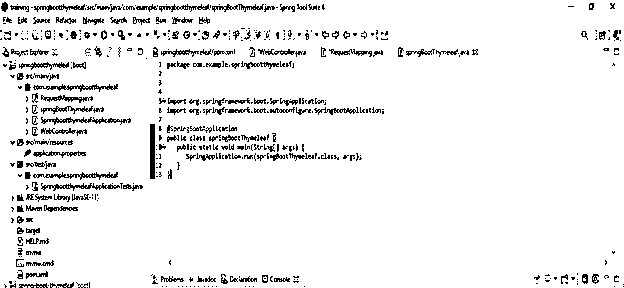 training - springbootthymeleaf/src/main/java/com/example/springbootthymeleaf/springBootThymeleaf.java - Spring Tool Suite 4
File Edit Source Refactor Navigate Search Project Run Window Help
Project Explorer
springbootthymeleaf/pom.xml *WebController.java *RequestMapping.java springBootThymeleaf.java
springbootthymeleaf [boot]
src/main/java
com.example.springbootthymeleaf
RequestMapping.java
springBootThymeleaf.java
SpringbootthymeleafApplication.java
WebController.java
src/main/resources
application.properties
src/test/java
com.example.springbootthymeleaf
SpringbootthymeleafApplicationTests.java
JRE System Library [JavaSE-11]
Maven Dependencies
src
target
HELP.md
mvnw
mvnw.cmd
pom.xml
spring-boot-thymeleaf [boot]
1 package com.example.springbootthymeleaf;
2
3
4
5 import org.springframework.boot.SpringApplication;
6 import org.springframework.boot.autoconfigure.SpringBootApplication;
7
8 @SpringBootApplication
9 public class springBootThymeleaf {
10 public static void main(String[] args) {
11 SpringApplication.run(springBootThymeleaf.class, args);
12 }
13 }
Problems Javadoc Declaration Console